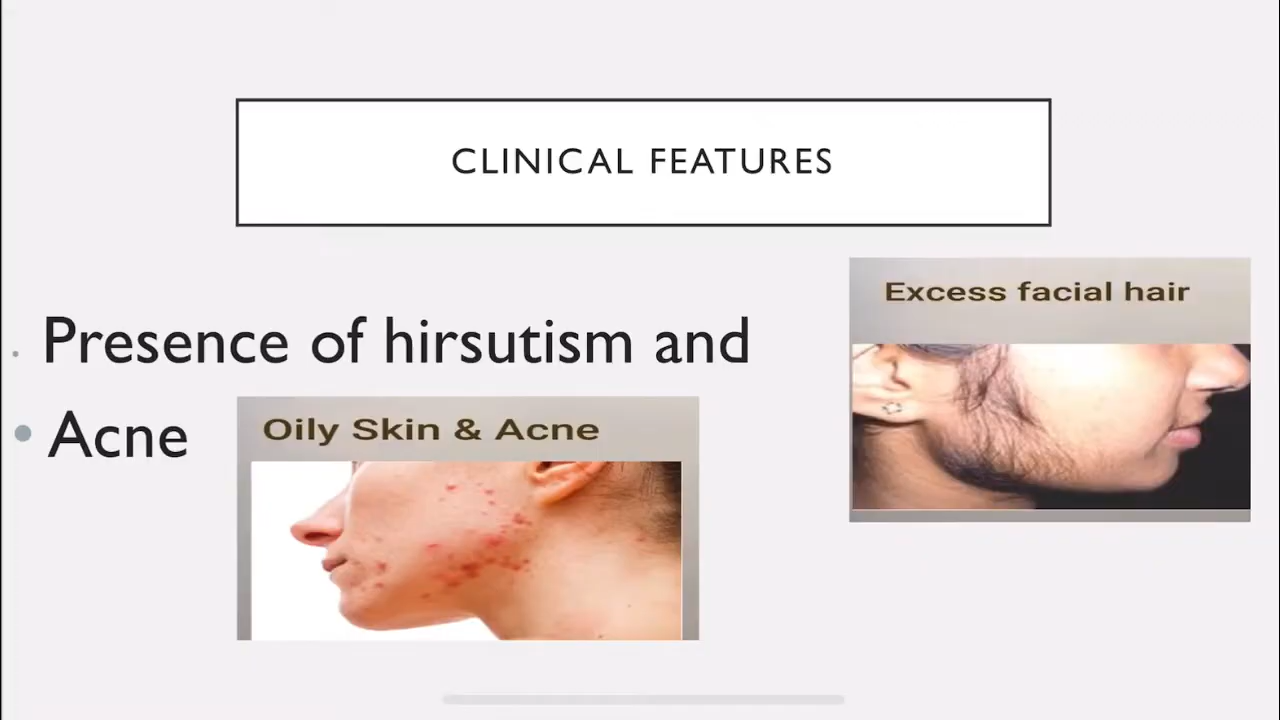 CLINICAL FEATURES
Excess facial hair
Presence of hirsutism and
Acne
Oily Skin & Acne